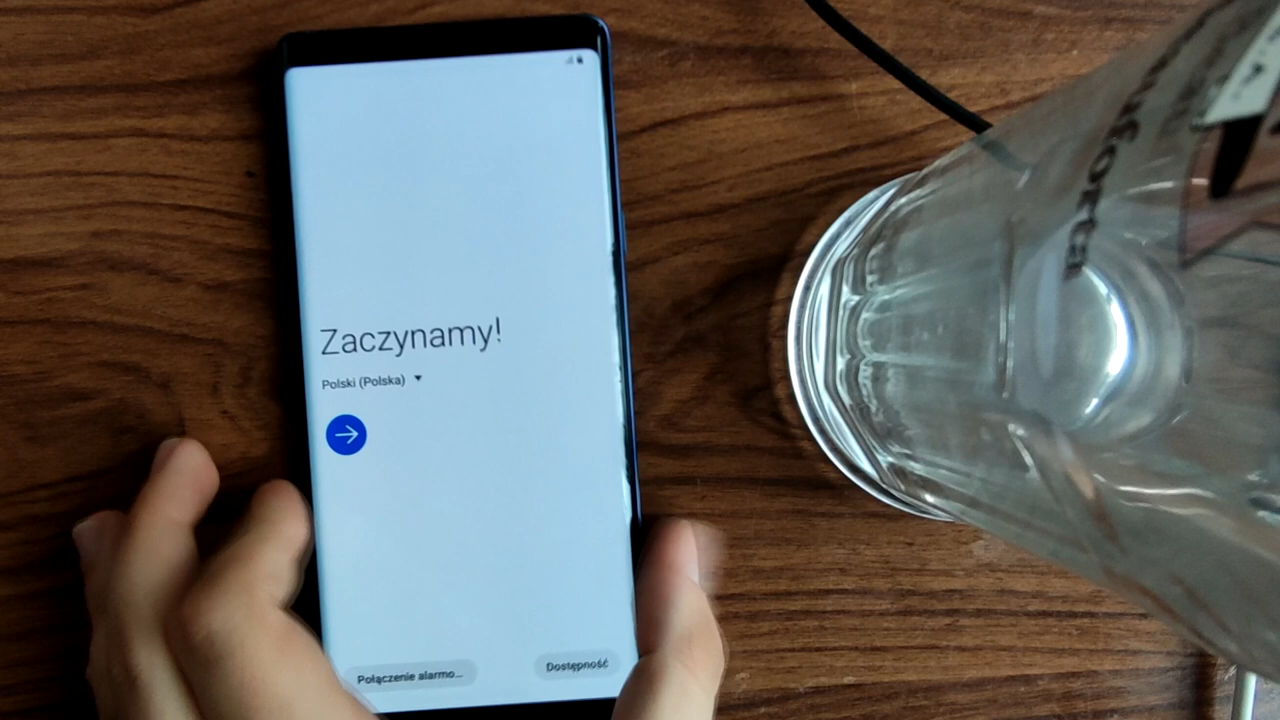 Zaczynamy!
Polski (Polska)
Połączenie alarmo...
Dostępność